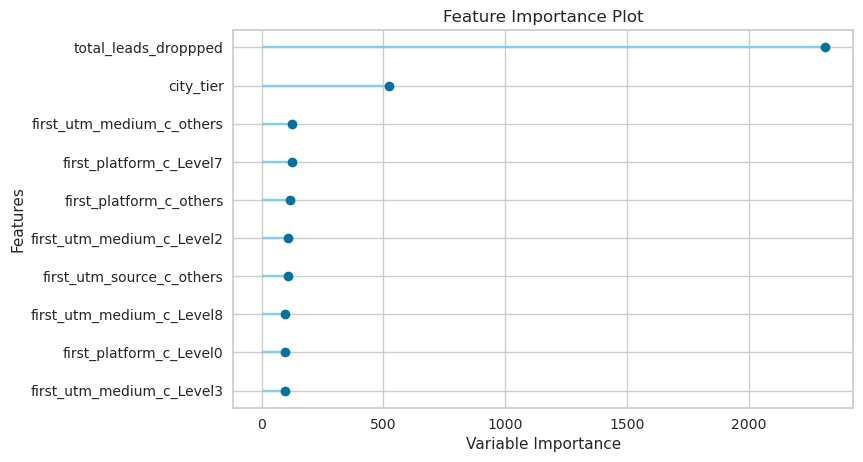 Feature Importance Plot
total_leads_droppped
city_tier
first_utm_medium_c_others
first_platform_c_Level7
first_platform_c_others
first_utm_medium_c_Level2
first_utm_source_c_others
first_utm_medium_c_Level8
first_platform_c_Level0
first_utm_medium_c_Level3
Features
0 500 1000 1500 2000
Variable Importance